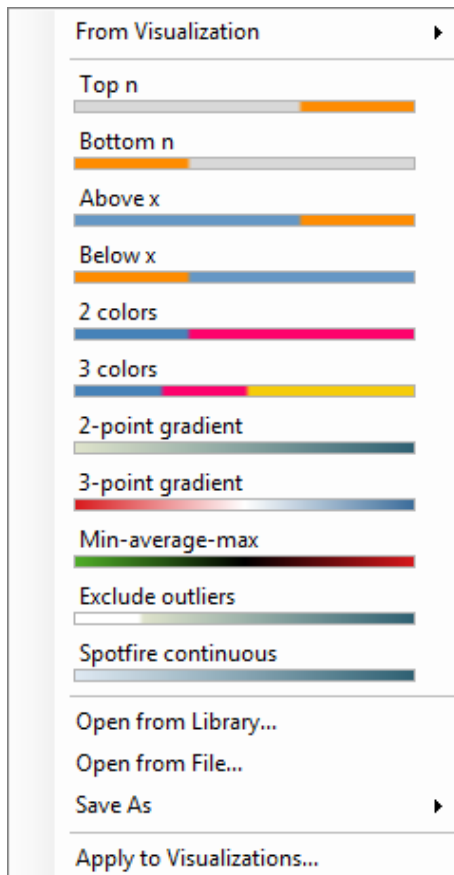 From Visualization
Top n
Bottom n
Above x
Below x
2 colors
3 colors
2-point gradient
3-point gradient
Min-average-max
Exclude outliers
Spotfire continuous
Open from Library...
Open from File...
Save As
Apply to Visualizations...